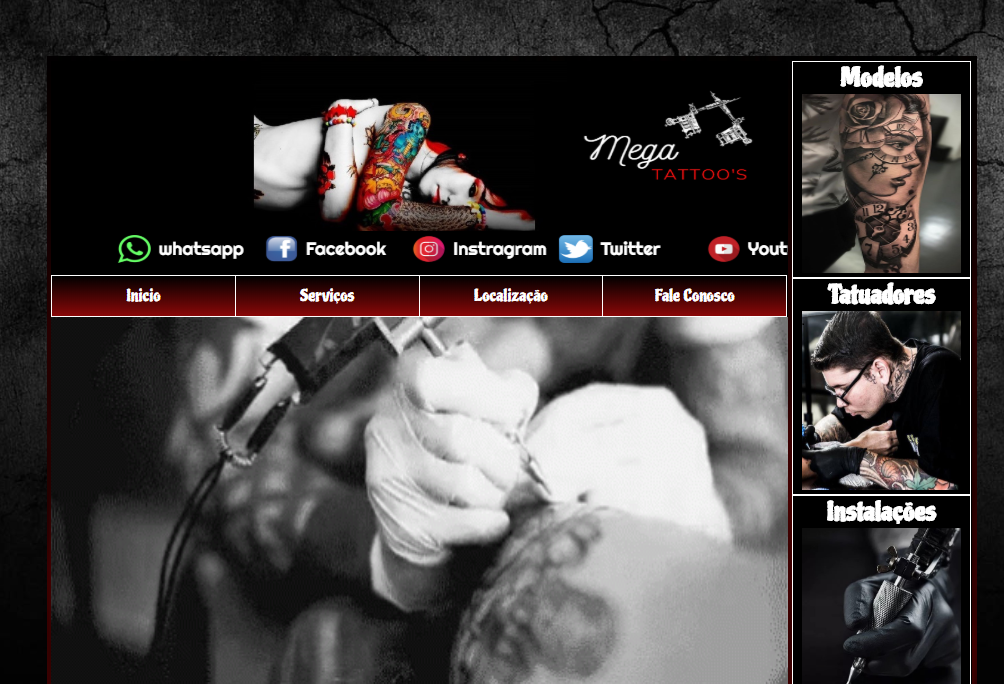 Modelos
Mega
TATTOO'S
whatsapp
Facebook
Instragram
Twitter
Yout
Inicio
Serviços
Localização
Fale Conosco
Tatuadores
Instalações